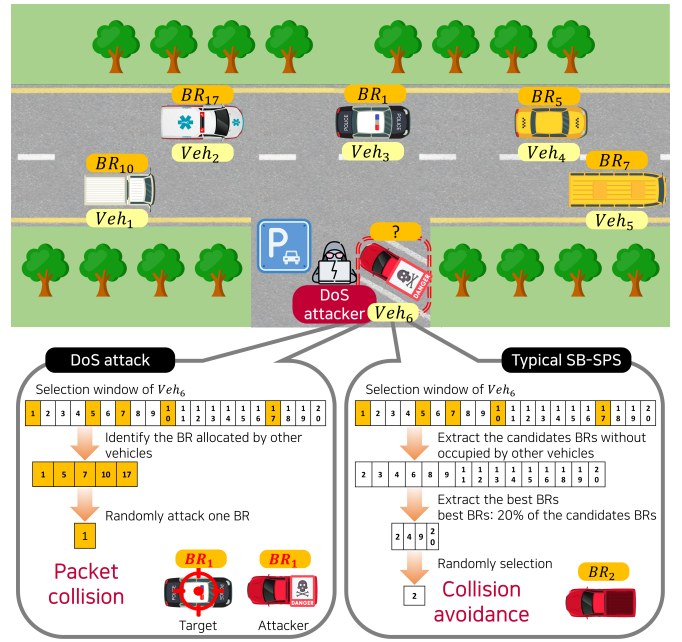 BR17
BR1
BR5
POLICE
POLICE
Veh2
Veh3
Veh4
BR10
BR7
Veh1
Veh5
P
?
DANGER
DoS
attacker
Veh6
DoS attack
Selection window of Veh6
1 2 3 4 5 6 7 8 9 10 11 12 13 14 15 16 17 18 19 20
Identify the BR allocated by other
vehicles
1 5 7 10 17
Randomly attack one BR
1
Packet
collision
BR1
BR1
POLICE
POLICE
DANGER
Target
Attacker
Typical SB-SPS
Selection window of Veh6
1 2 3 4 5 6 7 8 9 10 11 12 13 14 15 16 17 18 19 20
Extract the candidates BRs without
occupied by other vehicles
2 3 4 6 8 9 11 12 13 14 15 16 18 19 20
Extract the best BRs
best BRs: 20% of the candidates BRs
2 4 9 20
Randomly selection
2
Collision
avoidance
BR2